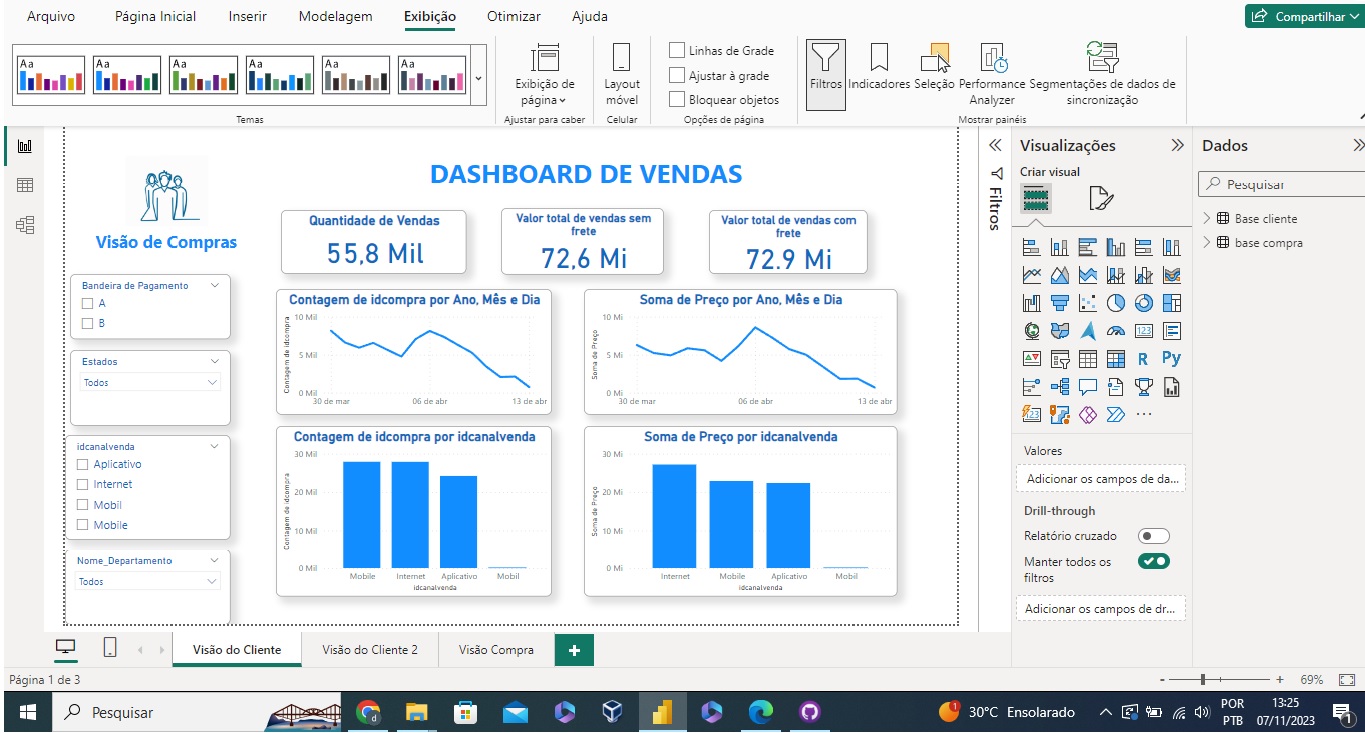 Arquivo Página Inicial Inserir Modelagem Exibição Otimizar Ajuda Compartilhar
Aa Aa Aa Aa Aa Aa
Temas
Exibição de
página
Ajustar para caber
Layout
móvel
Celular
Linhas de Grade
Ajustar à grade
Bloquear objetos
Opções de página
Filtros Indicadores Seleção Performance
Analyzer
Segmentações de dados de
sincronização
Mostrar painéis
Visão de Compras
DASHBOARD DE VENDAS
Quantidade de Vendas
55,8 Mil
Valor total de vendas sem
frete
72,6 Mi
Valor total de vendas com
frete
72.9 Mi
Bandeira de Pagamento
A
B
Estados
Todos
idcanalvenda
Aplicativo
Internet
Mobil
Mobile
Nome_Departamento
Todos
Contagem de idcompra por Ano, Mês e Dia
Contagem de idcompra
10 Mil
5 Mil
0 Mil
30 de mar 06 de abr 13 de abr
Soma de Preço por Ano, Mês e Dia
Soma de Preço
10 Mi
5 Mi
0 Mi
30 de mar 06 de abr 13 de abr
Contagem de idcompra por idcanalvenda
Contagem de idcompra
30 Mil
20 Mil
10 Mil
0 Mil
Mobile Internet Aplicativo Mobil
idcanalvenda
Soma de Preço por idcanalvenda
Soma de Preço
30 Mi
20 Mi
10 Mi
0 Mi
Internet Mobile Aplicativo Mobil
idcanalvenda
Filtros
Visualizações
Criar visual
123
R Py
123
Valores
Adicionar os campos de da...
Drill-through
Relatório cruzado
Manter todos os
filtros
Adicionar os campos de dr...
Dados
Pesquisar
Base cliente
base compra
Visão do Cliente Visão do Cliente 2 Visão Compra +
Página 1 de 3
- + 69%
Pesquisar
d
1
30°C Ensolarado
POR
PTB
13:25
07/11/2023
1